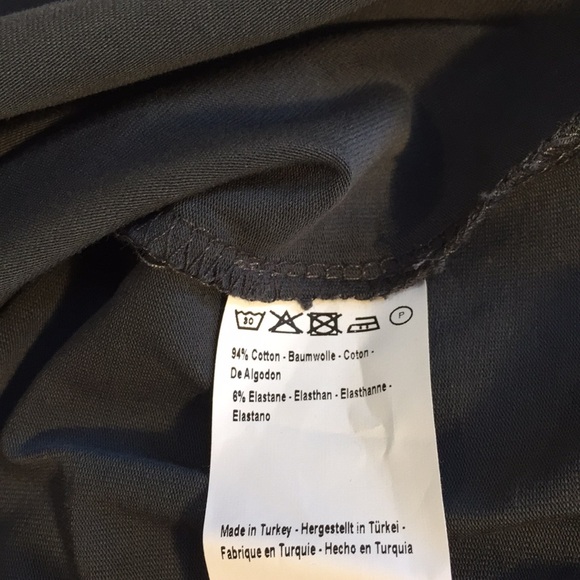 30 P
94% Cotton - Baumwolle - Coton -
De Algodon
6% Elastane - Elasthan - Elasthanne -
Elastano
Made in Turkey - Hergestellt in Türkei -
Fabrique en Turquie - Hecho en Turquia